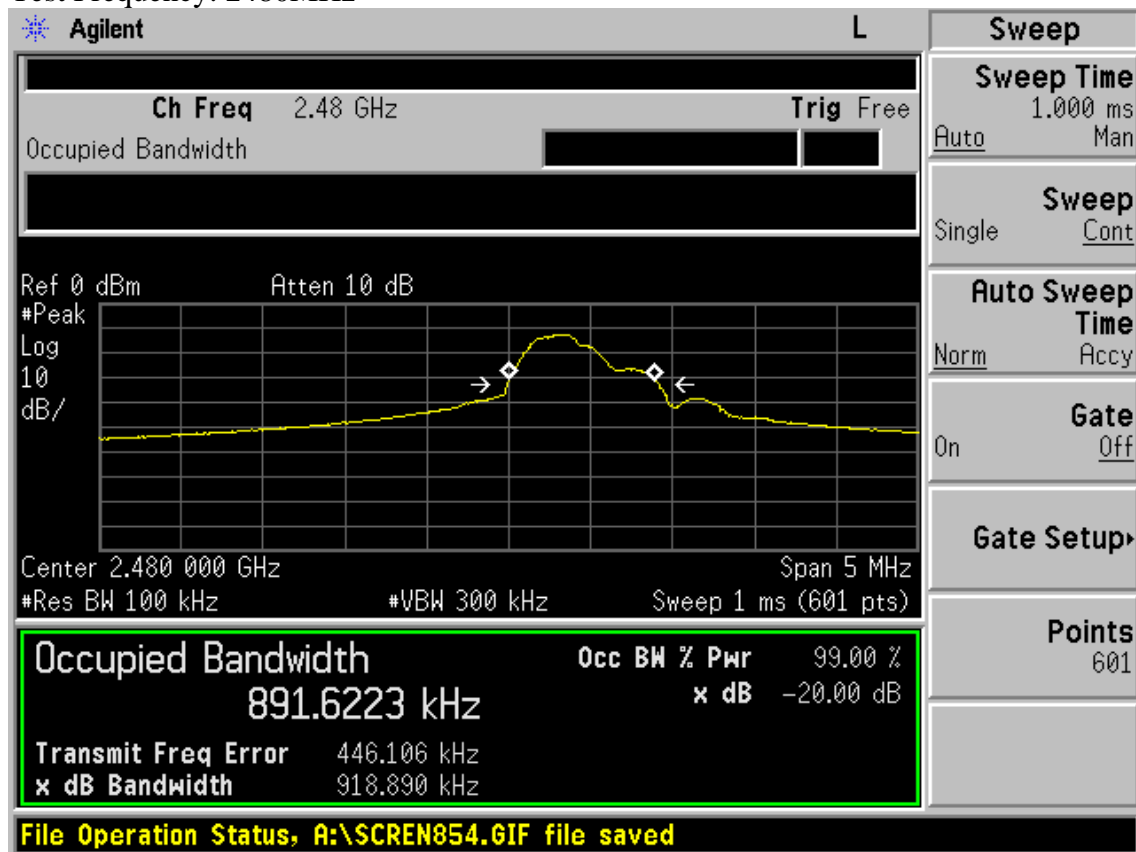 Agilent L
Ch Freq 2.48 GHz Trig Free
Occupied Bandwidth
Ref 0 dBm Atten 10 dB
#Peak
Log
10
dB/
Center 2.480 000 GHz Span 5 MHz
#Res BW 100 kHz #VBW 300 kHz Sweep 1 ms (601 pts)
Occupied Bandwidth Occ BW % Pwr 99.00 %
891.6223 kHz x dB -20.00 dB
Transmit Freq Error 446.106 kHz
x dB Bandwidth 918.890 kHz
File Operation Status, A:\SCREN854.GIF file saved
Sweep
Sweep Time
1.000 ms
Auto Man
Sweep
Single Cont
Auto Sweep
Time
Norm Accy
Gate
On Off
Gate Setup
Points
601